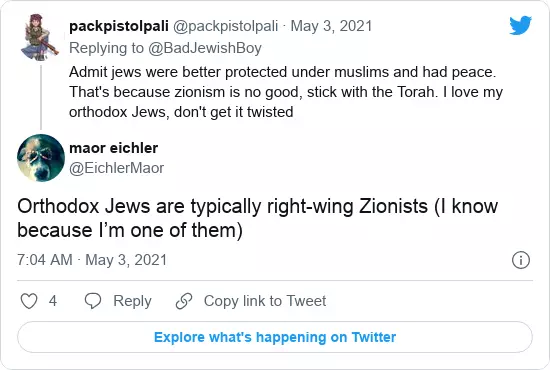 packpistolpali @packpistolpali · May 3, 2021
Replying to @BadJewishBoy
Admit jews were better protected under muslims and had peace.
That's because zionism is no good, stick with the Torah. I love my
orthodox Jews, don't get it twisted
maor eichler
@EichlerMaor
Orthodox Jews are typically right-wing Zionists (I know
because I’m one of them)
7:04 AM · May 3, 2021
4 Reply Copy link to Tweet
Explore what's happening on Twitter